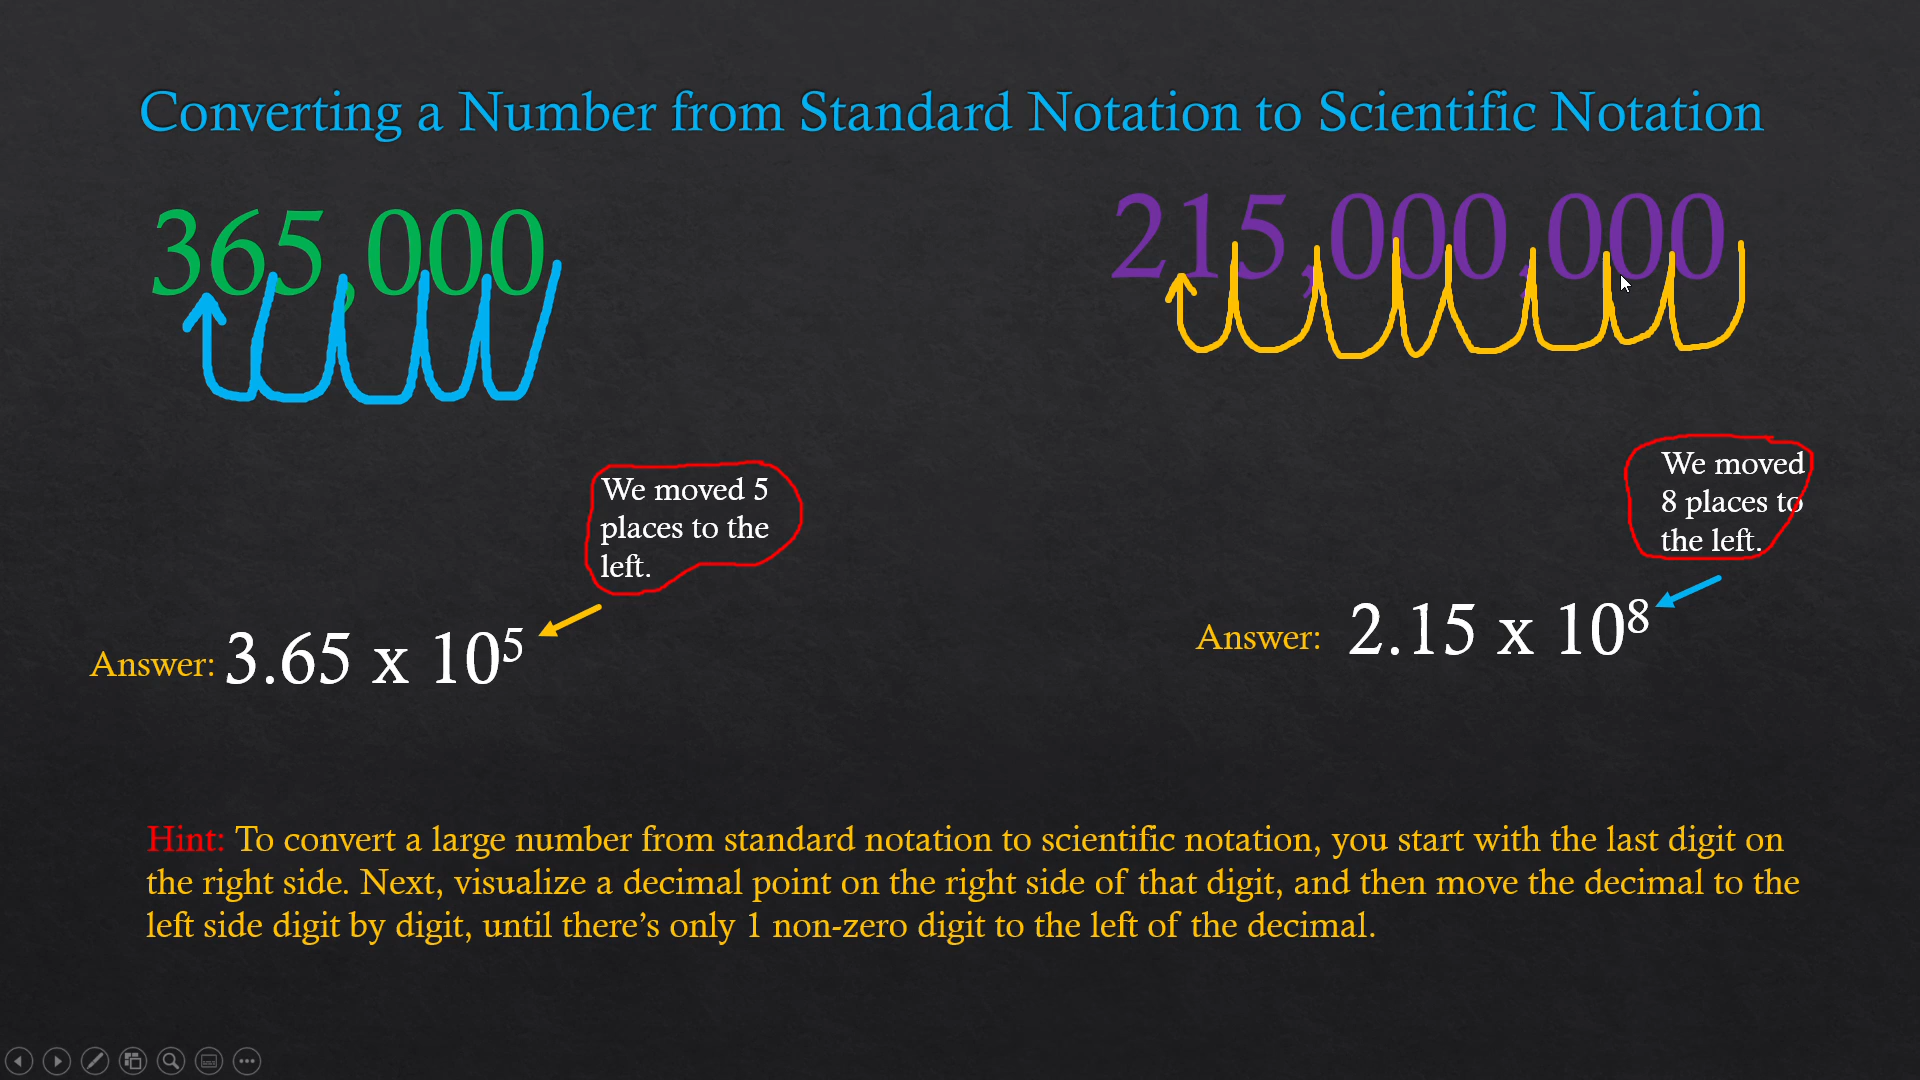 Converting a Number from Standard Notation to Scientific Notation
365,000
215,000,000
We moved 5
places to the
left.
We moved
8 places to
the left.
Answer: 3.65 x 10⁵
Answer: 2.15 x 10⁸
Hint: To convert a large number from standard notation to scientific notation, you start with the last digit on
the right side. Next, visualize a decimal point on the right side of that digit, and then move the decimal to the
left side digit by digit, until there’s only 1 non-zero digit to the left of the decimal.